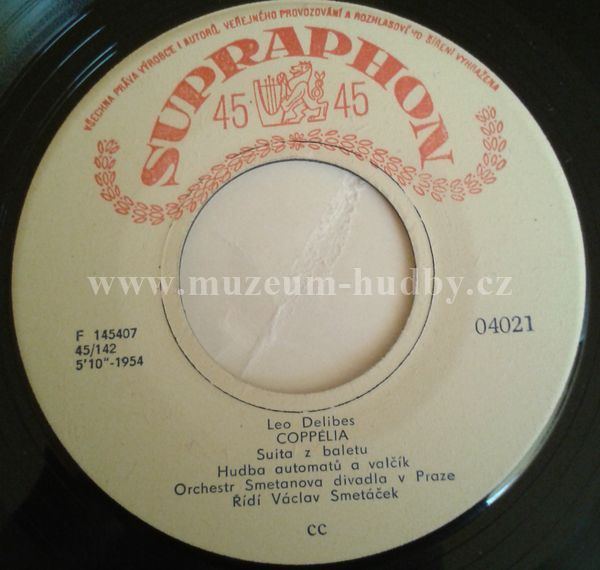 VŠECHNA PRÁVA VÝROBCE I AUTORŮ, VEŘEJNÉHO PROVOZOVÁNÍ A ROZHLASOVÉHO ŠÍŘENÍ VYHRAZENA
SUPRAPHON
45 45
www.muzeum-hudby.cz
F 145407
45/142
5'10"-1954
04021
Leo Delibes
COPPÉLIA
Suita z baletu
Hudba automatů a valčík
Orchestr Smetanova divadla v Praze
Řídí Václav Smetáček
cc